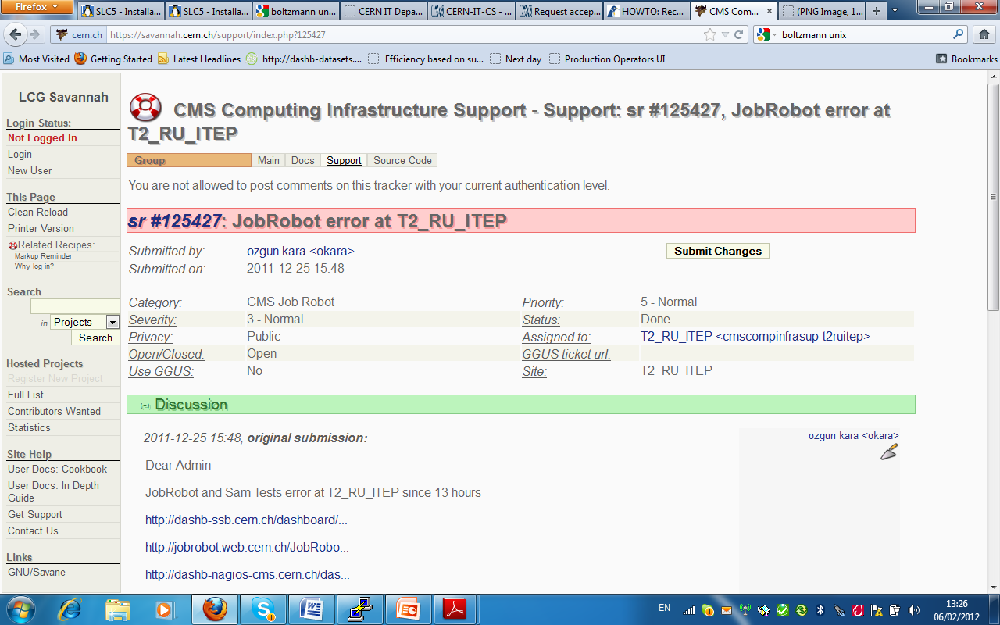 Firefox
SLC5 - Installa...
SLC5 - Installa...
boltzmann un...
CERN IT Depa...
CERN-IT-CS - ...
Request accep...
HOWTO: Rec...
CMS Com...
(PNG Image, 1...
cern.ch
https://savannah.cern.ch/support/index.php?125427
boltzmann unix
Most Visited
Getting Started
Latest Headlines
http://dashb-datasets....
Efficiency based on su...
Next day
Production Operators UI
Bookmarks
LCG Savannah
Login Status:
Not Logged In
Login
New User
This Page
Clean Reload
Printer Version
Related Recipes:
Markup Reminder
Why log in?
Search
in Projects
Search
Hosted Projects
Register New Project
Full List
Contributors Wanted
Statistics
Site Help
User Docs: Cookbook
User Docs: In Depth
Guide
Get Support
Contact Us
Links
GNU/Savane
CMS Computing Infrastructure Support - Support: sr #125427, JobRobot error at
T2_RU_ITEP
Group Main Docs Support Source Code
You are not allowed to post comments on this tracker with your current authentication level.
sr #125427: JobRobot error at T2_RU_ITEP
Submitted by: ozgun kara <okara> Submit Changes
Submitted on: 2011-12-25 15:48
Category: CMS Job Robot Priority: 5 - Normal
Severity: 3 - Normal Status: Done
Privacy: Public Assigned to: T2_RU_ITEP <cmscompinfrasup-t2ruitep>
Open/Closed: Open GGUS ticket url:
Use GGUS: No Site: T2_RU_ITEP
(-) Discussion
2011-12-25 15:48, original submission: ozgun kara <okara>
Dear Admin
JobRobot and Sam Tests error at T2_RU_ITEP since 13 hours
http://dashb-ssb.cern.ch/dashboard/...
http://jobrobot.web.cern.ch/JobRobo...
http://dashb-nagios-cms.cern.ch/das...
EN
13:26
06/02/2012